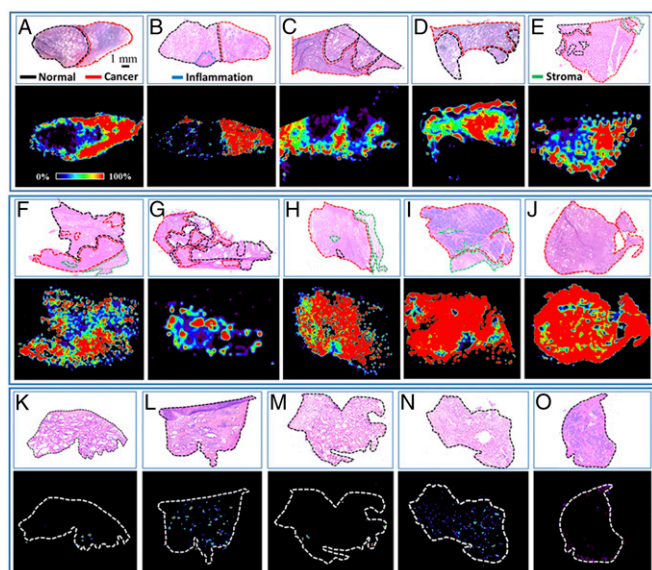 A B C D E
1 mm
Normal Cancer Inflammation Stroma
0% 100%
F G H I J
K L M N O